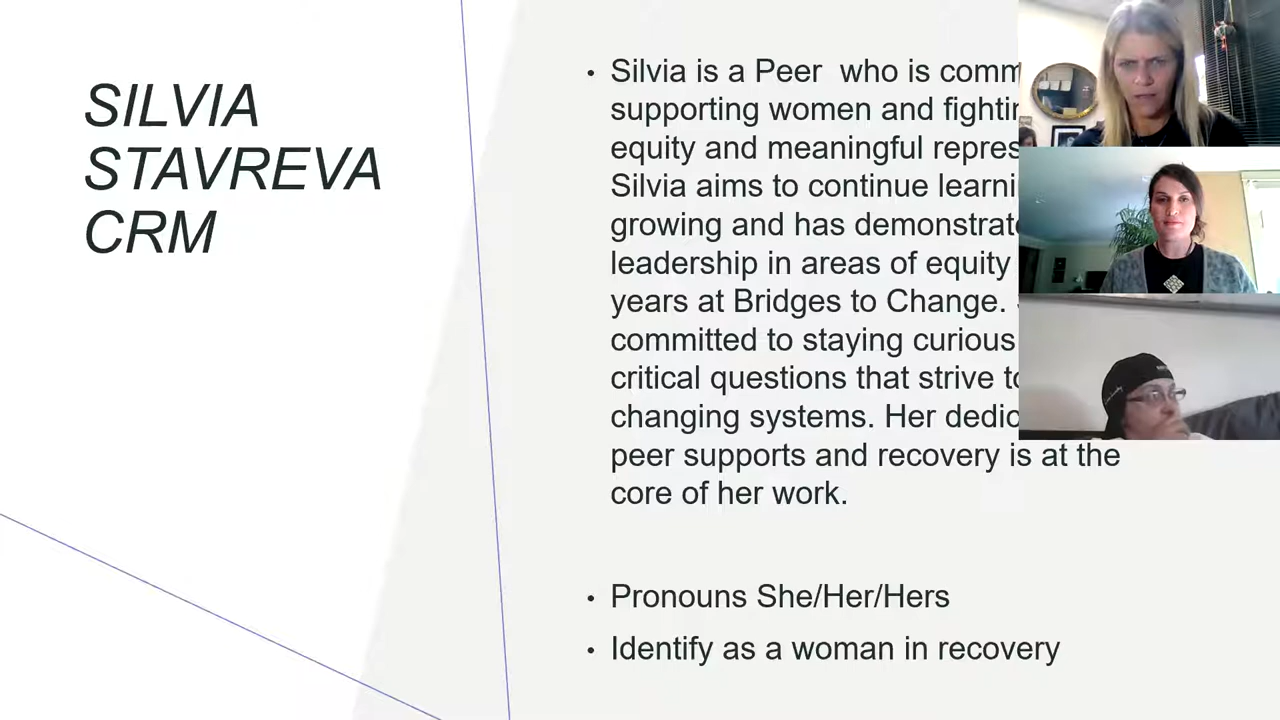 SILVIA
STAVREVA
CRM
• Silvia is a Peer who is comm
supporting women and fightin
equity and meaningful repres
Silvia aims to continue learni
growing and has demonstrat
leadership in areas of equity
years at Bridges to Change.
committed to staying curious
critical questions that strive to
changing systems. Her dedic
peer supports and recovery is at the
core of her work.
• Pronouns She/Her/Hers
• Identify as a woman in recovery